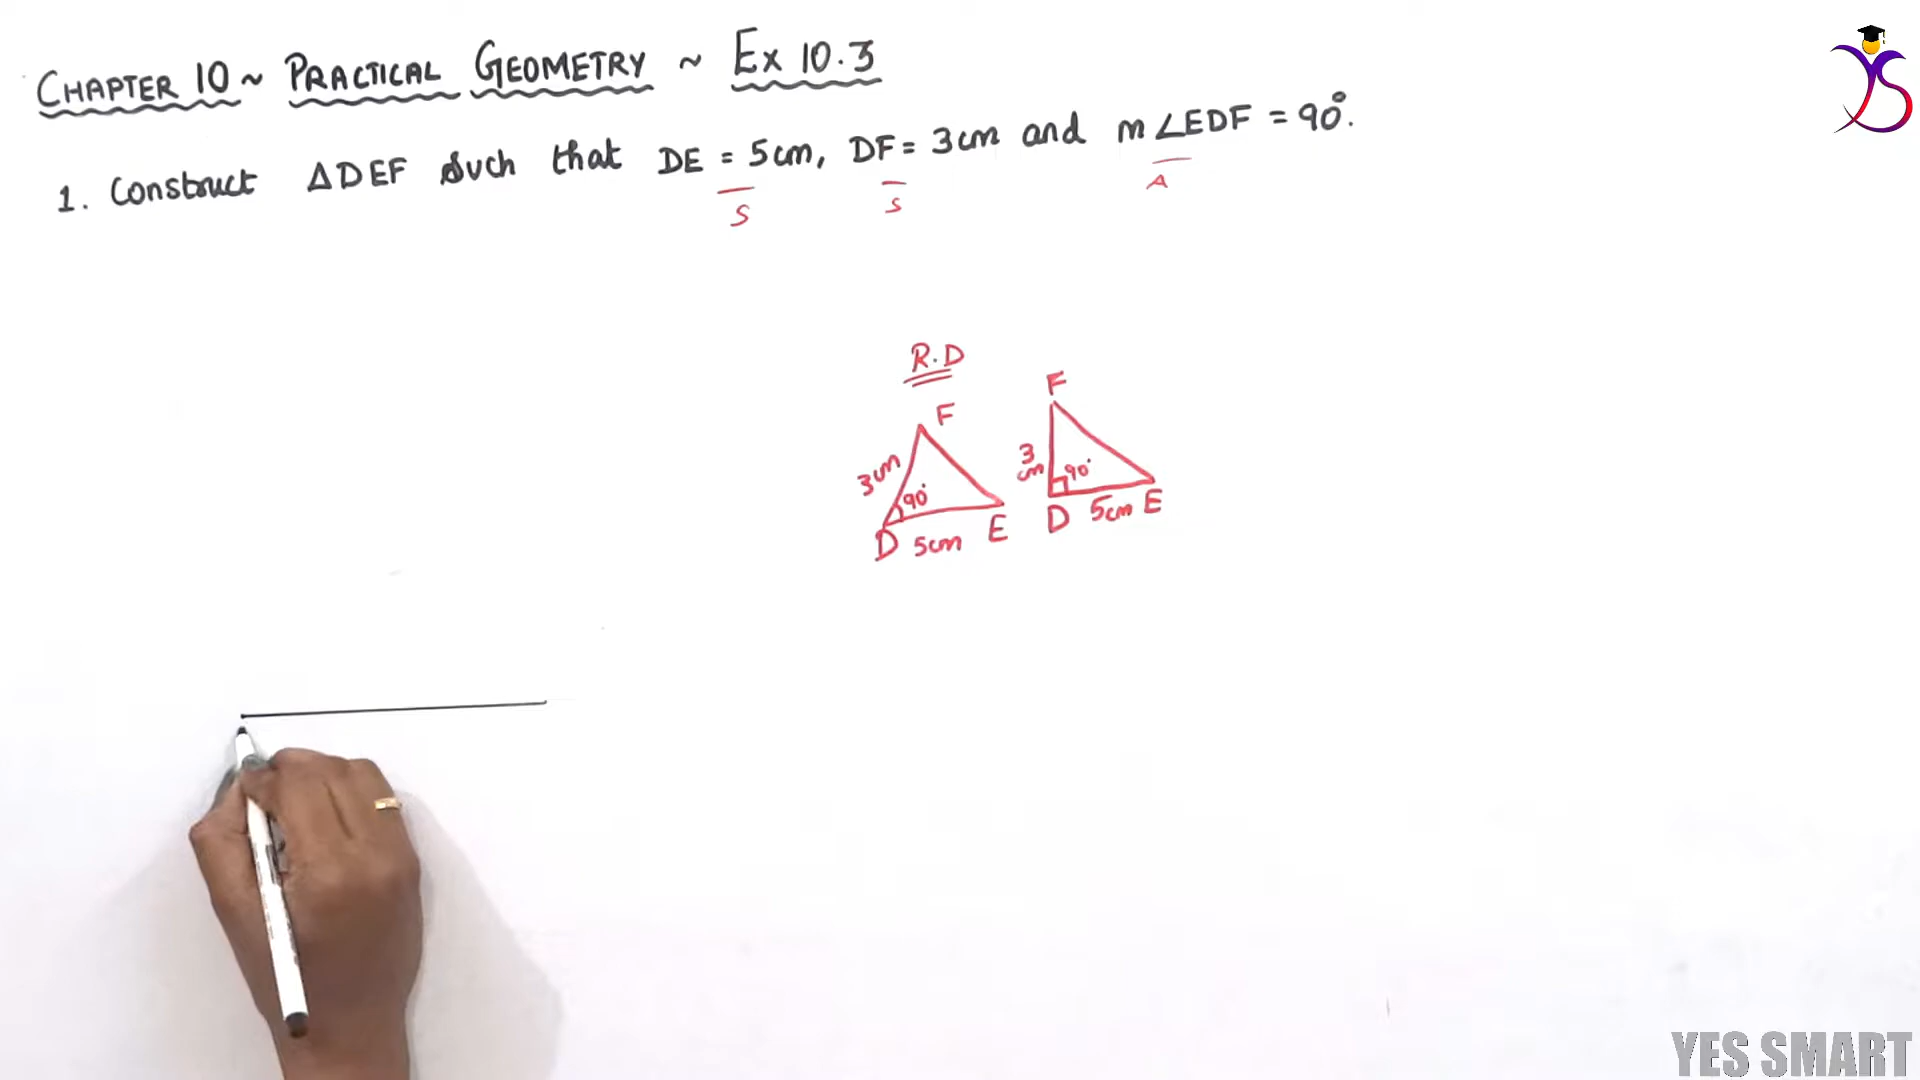 CHAPTER 10 ~ PRACTICAL GEOMETRY ~ EX 10.3
1. Construct ΔDEF such that DE = 5cm, DF = 3cm and m∠EDF = 90°.
S S A
R.D
F
3cm
90°
D 5cm E
F
3
cm
90°
D 5cm E
YS
YES SMART